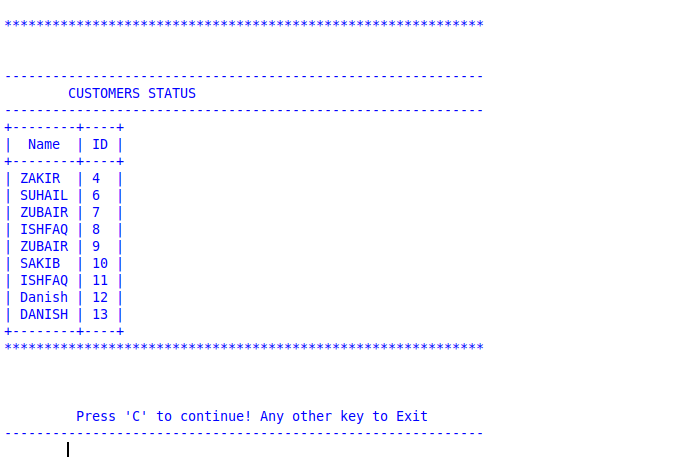 ************************************************************
------------------------------------------------------------
        CUSTOMERS STATUS
------------------------------------------------------------
+--------+----+
|  Name  | ID |
+--------+----+
| ZAKIR  | 4  |
| SUHAIL | 6  |
| ZUBAIR | 7  |
| ISHFAQ | 8  |
| ZUBAIR | 9  |
| SAKIB  | 10 |
| ISHFAQ | 11 |
| Danish | 12 |
| DANISH | 13 |
+--------+----+
************************************************************
         Press 'C' to continue! Any other key to Exit
------------------------------------------------------------